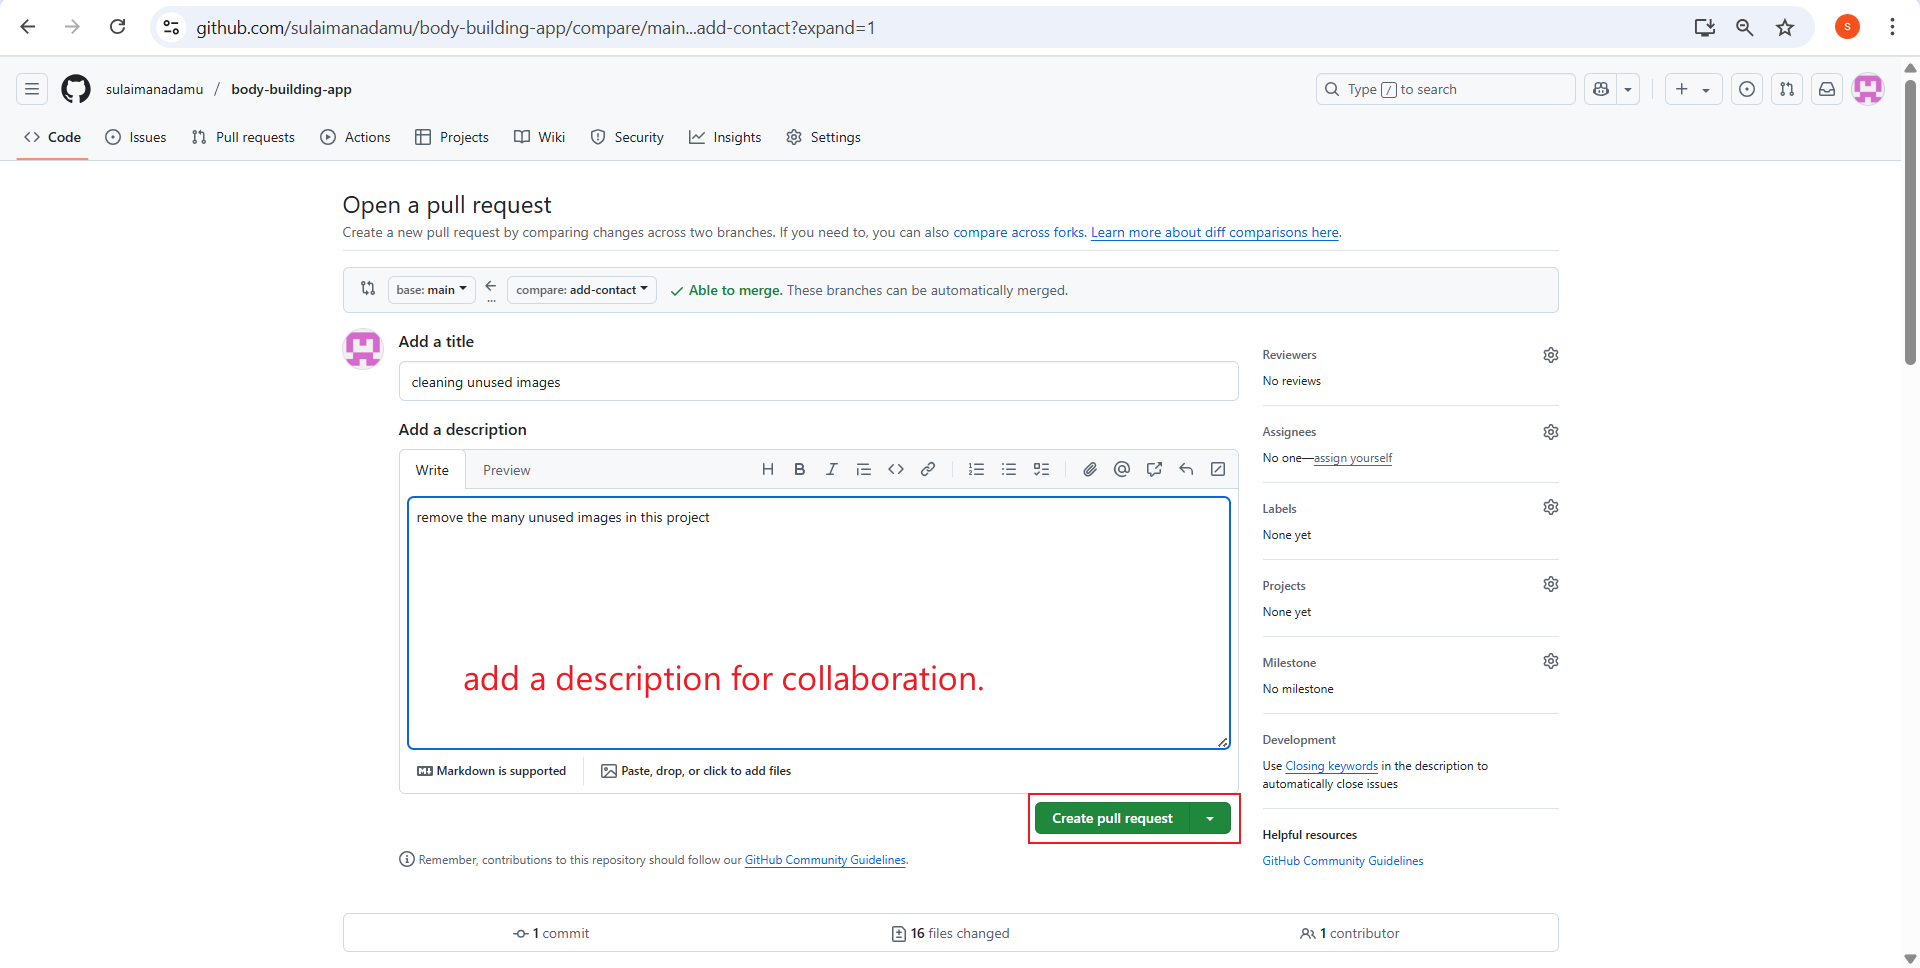 github.com/sulaimanadamu/body-building-app/compare/main...add-contact?expand=1
S
sulaimanadamu / body-building-app
Type / to search
Code Issues Pull requests Actions Projects Wiki Security Insights Settings
Open a pull request
Create a new pull request by comparing changes across two branches. If you need to, you can also compare across forks. Learn more about diff comparisons here.
base: main ... compare: add-contact Able to merge. These branches can be automatically merged.
Add a title
cleaning unused images
Add a description
Write Preview
remove the many unused images in this project
add a description for collaboration.
Markdown is supported Paste, drop, or click to add files
Create pull request
Remember, contributions to this repository should follow our GitHub Community Guidelines.
Reviewers
No reviews
Assignees
No one—assign yourself
Labels
None yet
Projects
None yet
Milestone
No milestone
Development
Use Closing keywords in the description to
automatically close issues
Helpful resources
GitHub Community Guidelines
1 commit 16 files changed 1 contributor